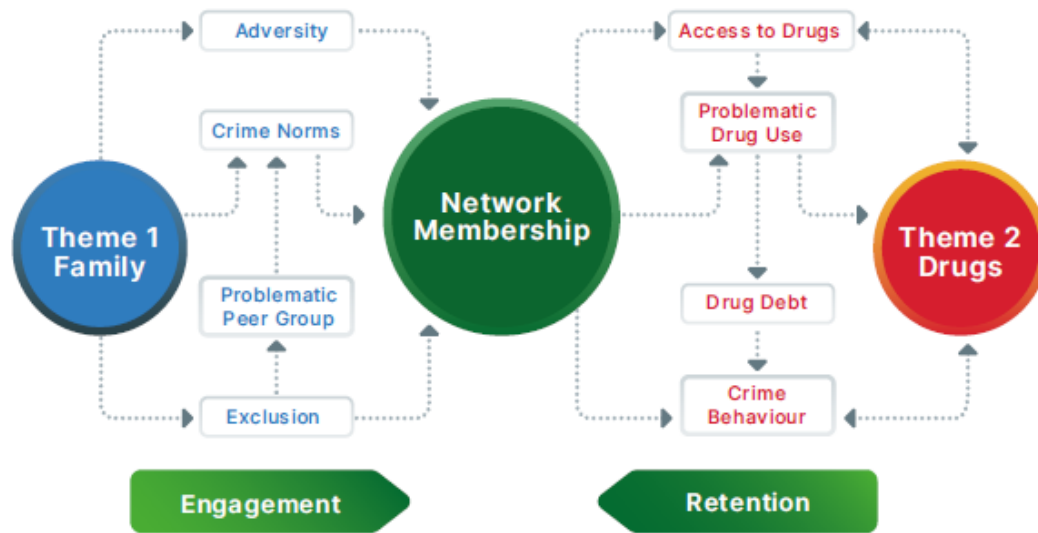 Adversity
Crime Norms
Theme 1
Family
Problematic
Peer Group
Exclusion
Network
Membership
Access to Drugs
Problematic
Drug Use
Drug Debt
Crime
Behaviour
Theme 2
Drugs
Engagement
Retention